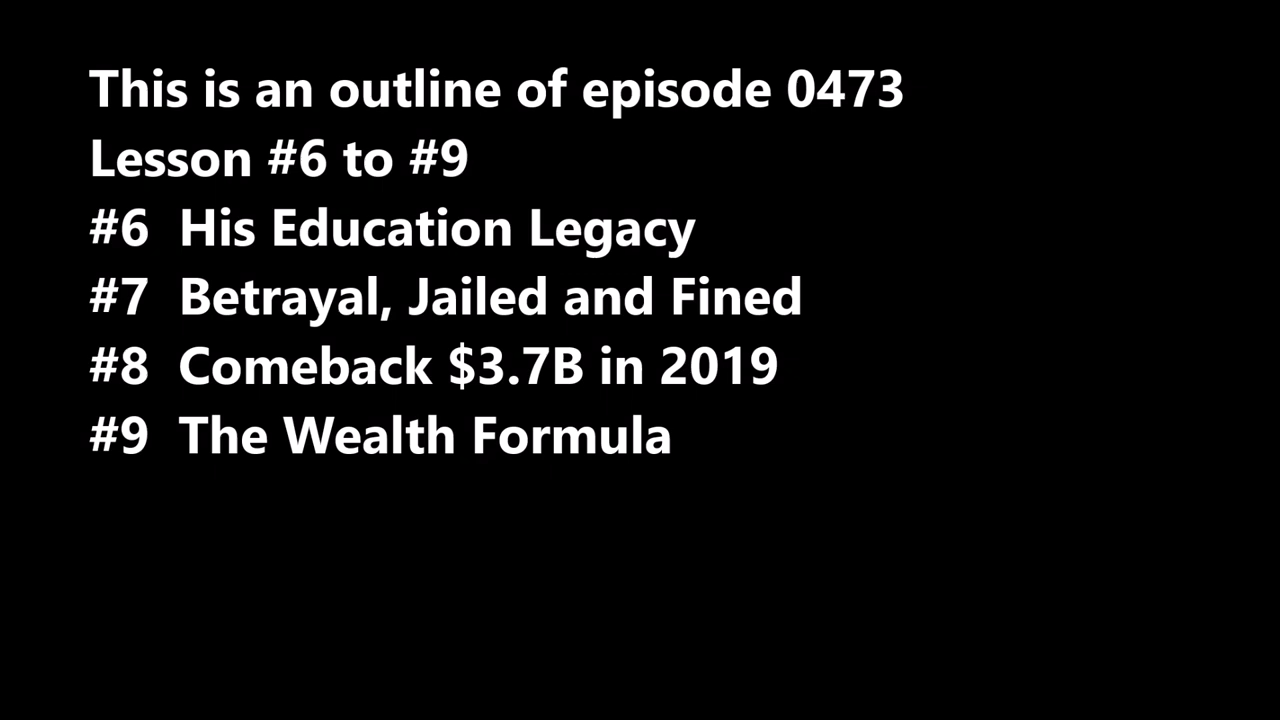 This is an outline of episode 0473
Lesson #6 to #9
#6 His Education Legacy
#7 Betrayal, Jailed and Fined
#8 Comeback $3.7B in 2019
#9 The Wealth Formula